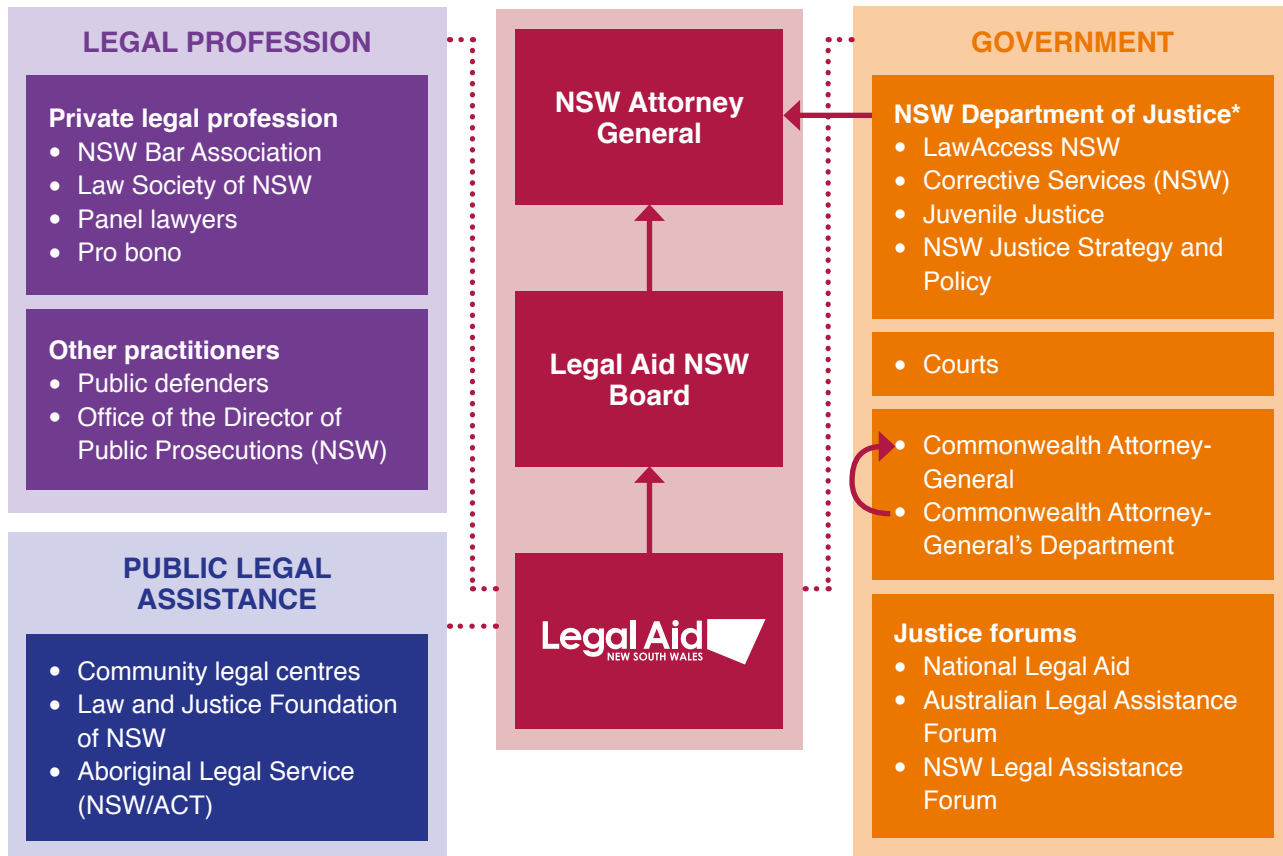 LEGAL PROFESSION
Private legal profession
• NSW Bar Association
• Law Society of NSW
• Panel lawyers
• Pro bono
Other practitioners
• Public defenders
• Office of the Director of
Public Prosecutions (NSW)
PUBLIC LEGAL
ASSISTANCE
• Community legal centres
• Law and Justice Foundation
of NSW
• Aboriginal Legal Service
(NSW/ACT)
NSW Attorney
General
Legal Aid NSW
Board
Legal Aid
NEW SOUTH WALES
GOVERNMENT
NSW Department of Justice*
• LawAccess NSW
• Corrective Services (NSW)
• Juvenile Justice
• NSW Justice Strategy and
Policy
• Courts
• Commonwealth Attorney-
General
• Commonwealth Attorney-
General’s Department
Justice forums
• National Legal Aid
• Australian Legal Assistance
Forum
• NSW Legal Assistance
Forum